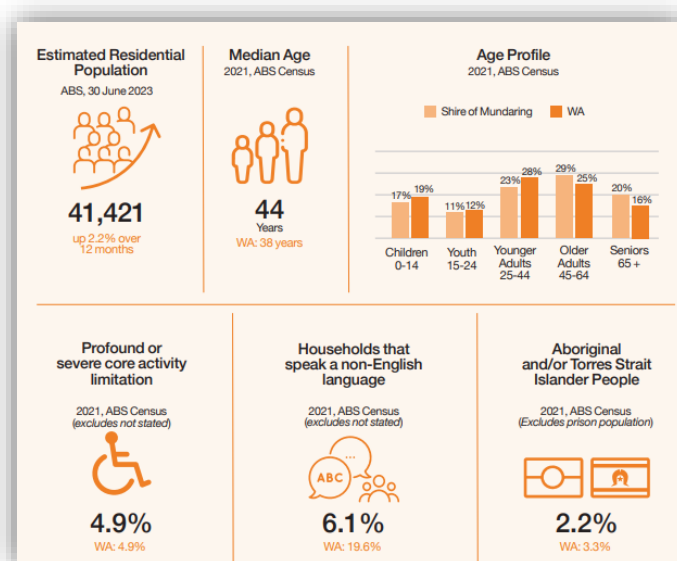 Estimated Residential
Population
ABS, 30 June 2023
41,421
up 2.2% over
12 months
Median Age
2021, ABS Census
44
Years
WA: 38 years
Age Profile
2021, ABS Census
Shire of Mundaring
WA
17%
19%
11%
12%
23%
28%
29%
25%
20%
16%
Children
0-14
Youth
15-24
Younger
Adults
25-44
Older
Adults
45-64
Seniors
65 +
Profound or
severe core activity
limitation
2021, ABS Census
(excludes not stated)
4.9%
WA: 4.9%
Households that
speak a non-English
language
2021, ABS Census
(excludes not stated)
...
ABC
6.1%
WA: 19.6%
Aboriginal
and/or Torres Strait
Islander People
2021, ABS Census
(Excludes prison population)
2.2%
WA: 3.3%